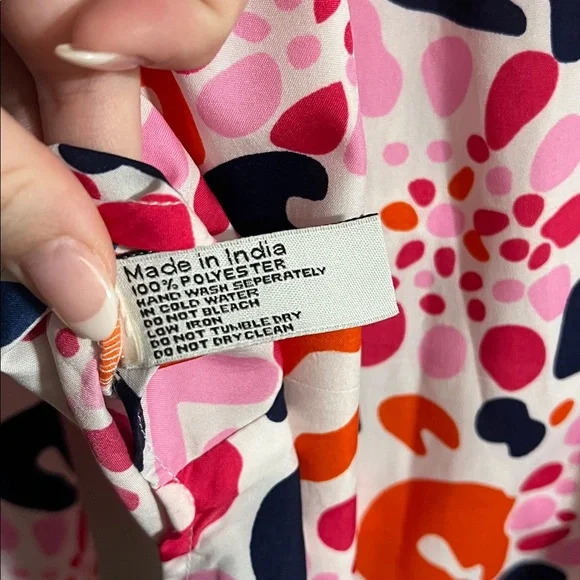 Made in India
100% POLYESTER
HAND WASH SEPERATELY
IN COLD WATER
DO NOT BLEACH
LOW IRON
DO NOT TUMBLE DRY
DO NOT DRY CLEAN